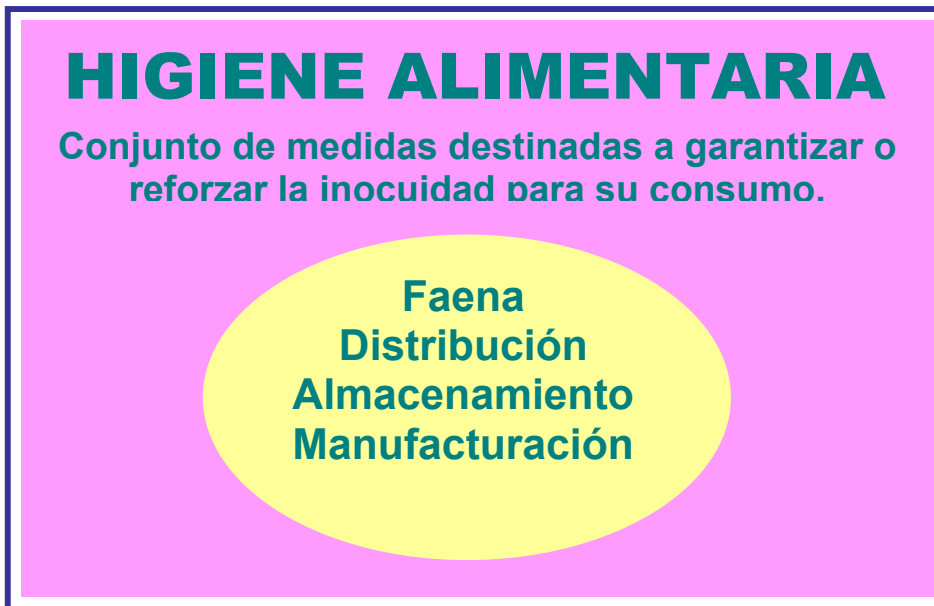 HIGIENE ALIMENTARIA
Conjunto de medidas destinadas a garantizar o
reforzar la inocuidad para su consumo.
Faena
Distribución
Almacenamiento
Manufacturación